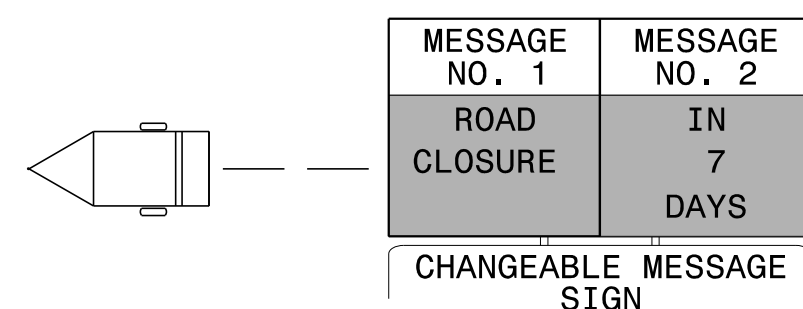 MESSAGE NO. 1
ROAD
CLOSURE
MESSAGE NO. 2
IN
7
DAYS
CHANGEABLE MESSAGE
SIGN